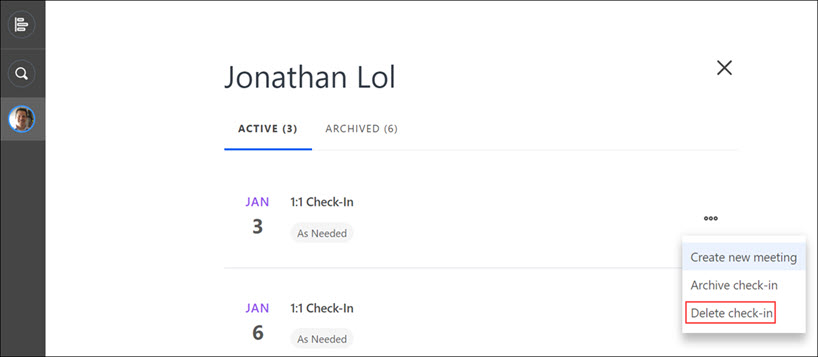 Jonathan Lol
ACTIVE (3) ARCHIVED (6)
JAN 1:1 Check-In
3 As Needed
Create new meeting
Archive check-in
Delete check-in
JAN 1:1 Check-In
6 As Needed